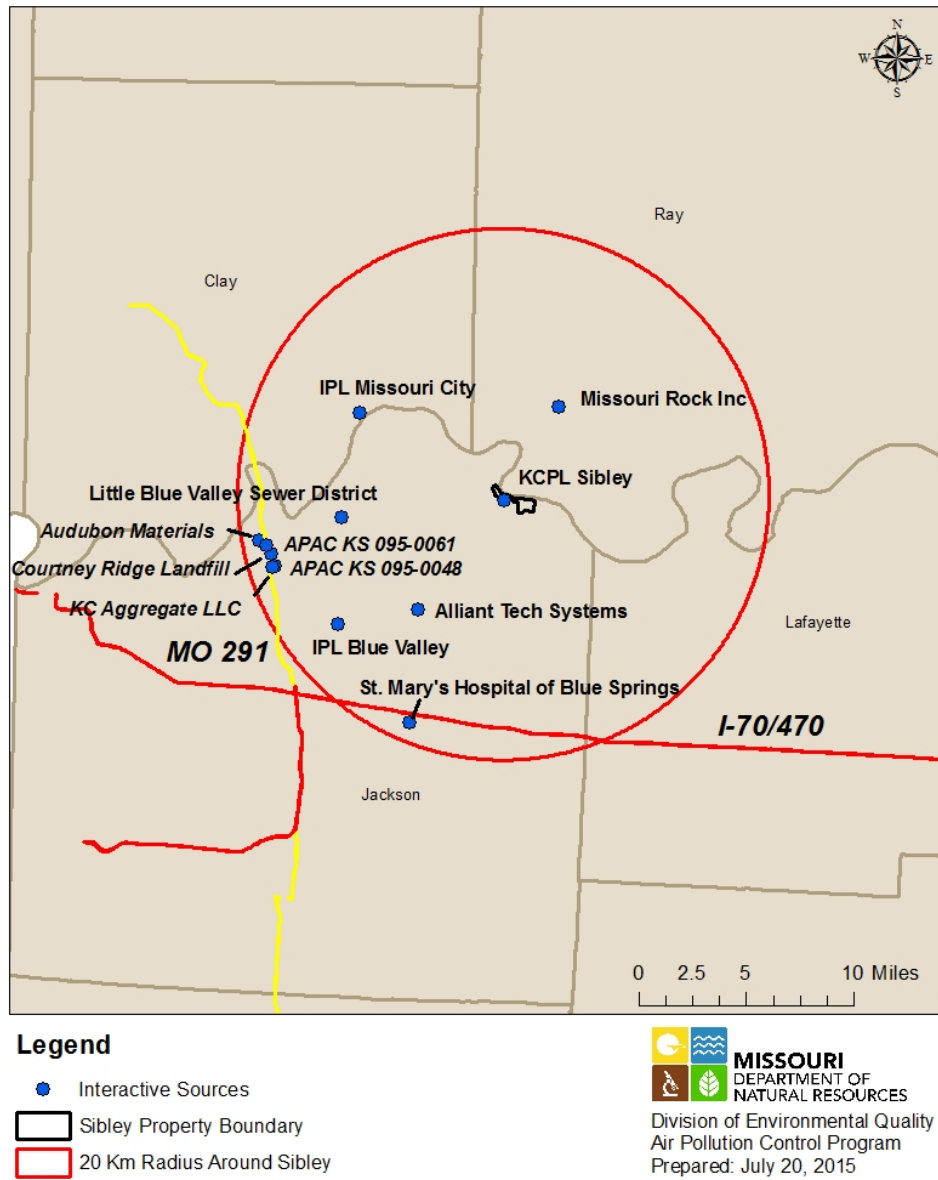 N
W E
S
Ray
Clay
IPL Missouri City
Missouri Rock Inc
KCPL Sibley
Little Blue Valley Sewer District
Audubon Materials
APAC KS 095-0061
Courtney Ridge Landfill
APAC KS 095-0048
KC Aggregate LLC
Alliant Tech Systems
Lafayette
IPL Blue Valley
MO 291
St. Mary's Hospital of Blue Springs
I-70/470
Jackson
0 2.5 5 10 Miles
Legend
Interactive Sources
Sibley Property Boundary
20 Km Radius Around Sibley
MISSOURI
DEPARTMENT OF
NATURAL RESOURCES
Division of Environmental Quality
Air Pollution Control Program
Prepared: July 20, 2015